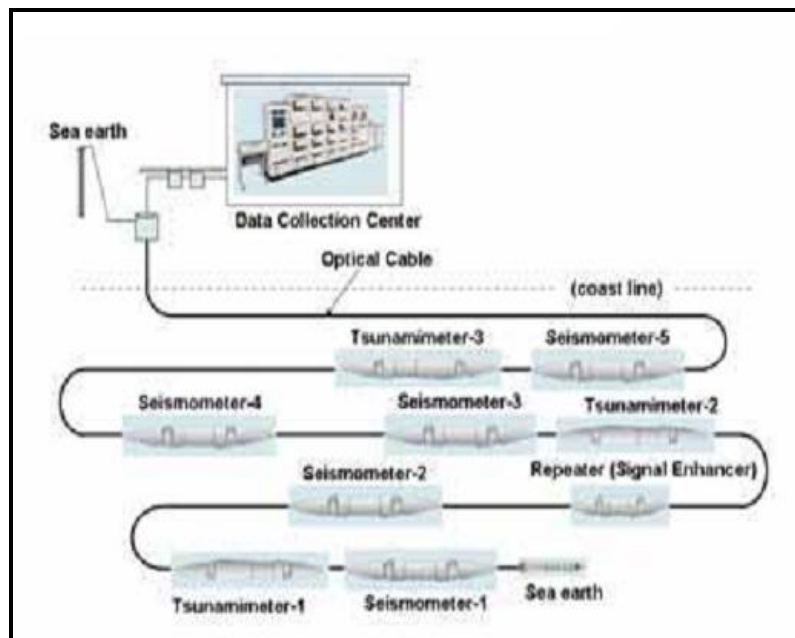 Sea earth
Data Collection Center
Optical Cable
(coast line)
Tsunamimeter-3
Seismometer-5
Seismometer-4
Seismometer-3
Tsunamimeter-2
Seismometer-2
Repeater (Signal Enhancer)
Tsunamimeter-1
Seismometer-1
Sea earth